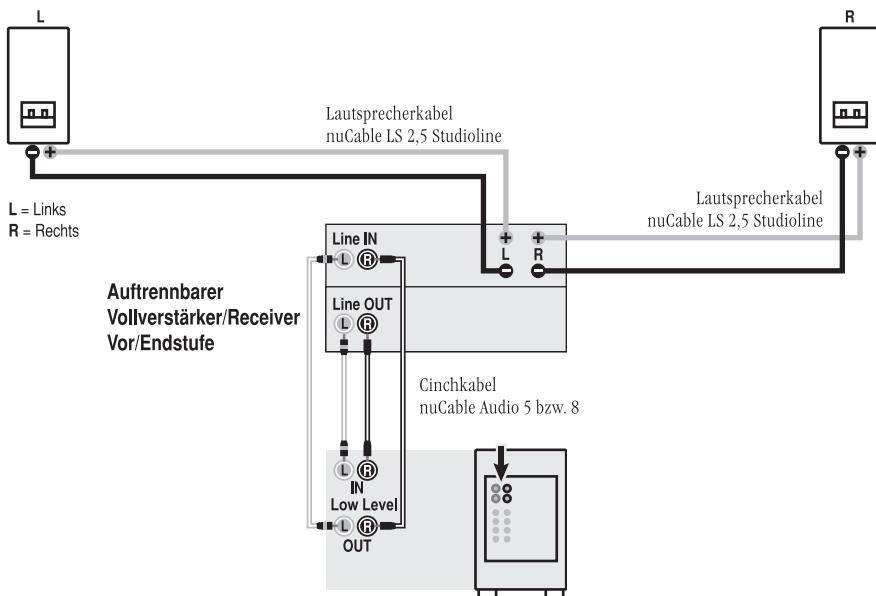 L
R
Lautsprecherkabel
nuCable LS 2,5 Studioline
Lautsprecherkabel
nuCable LS 2,5 Studioline
L = Links
R = Rechts
Line IN
L R
+ +
L R
Auftrennbarer
Vollverstärker/Receiver
Vor/Endstufe
Line OUT
L R
Cinchkabel
nuCable Audio 5 bzw. 8
L R
IN
Low Level
L R
OUT